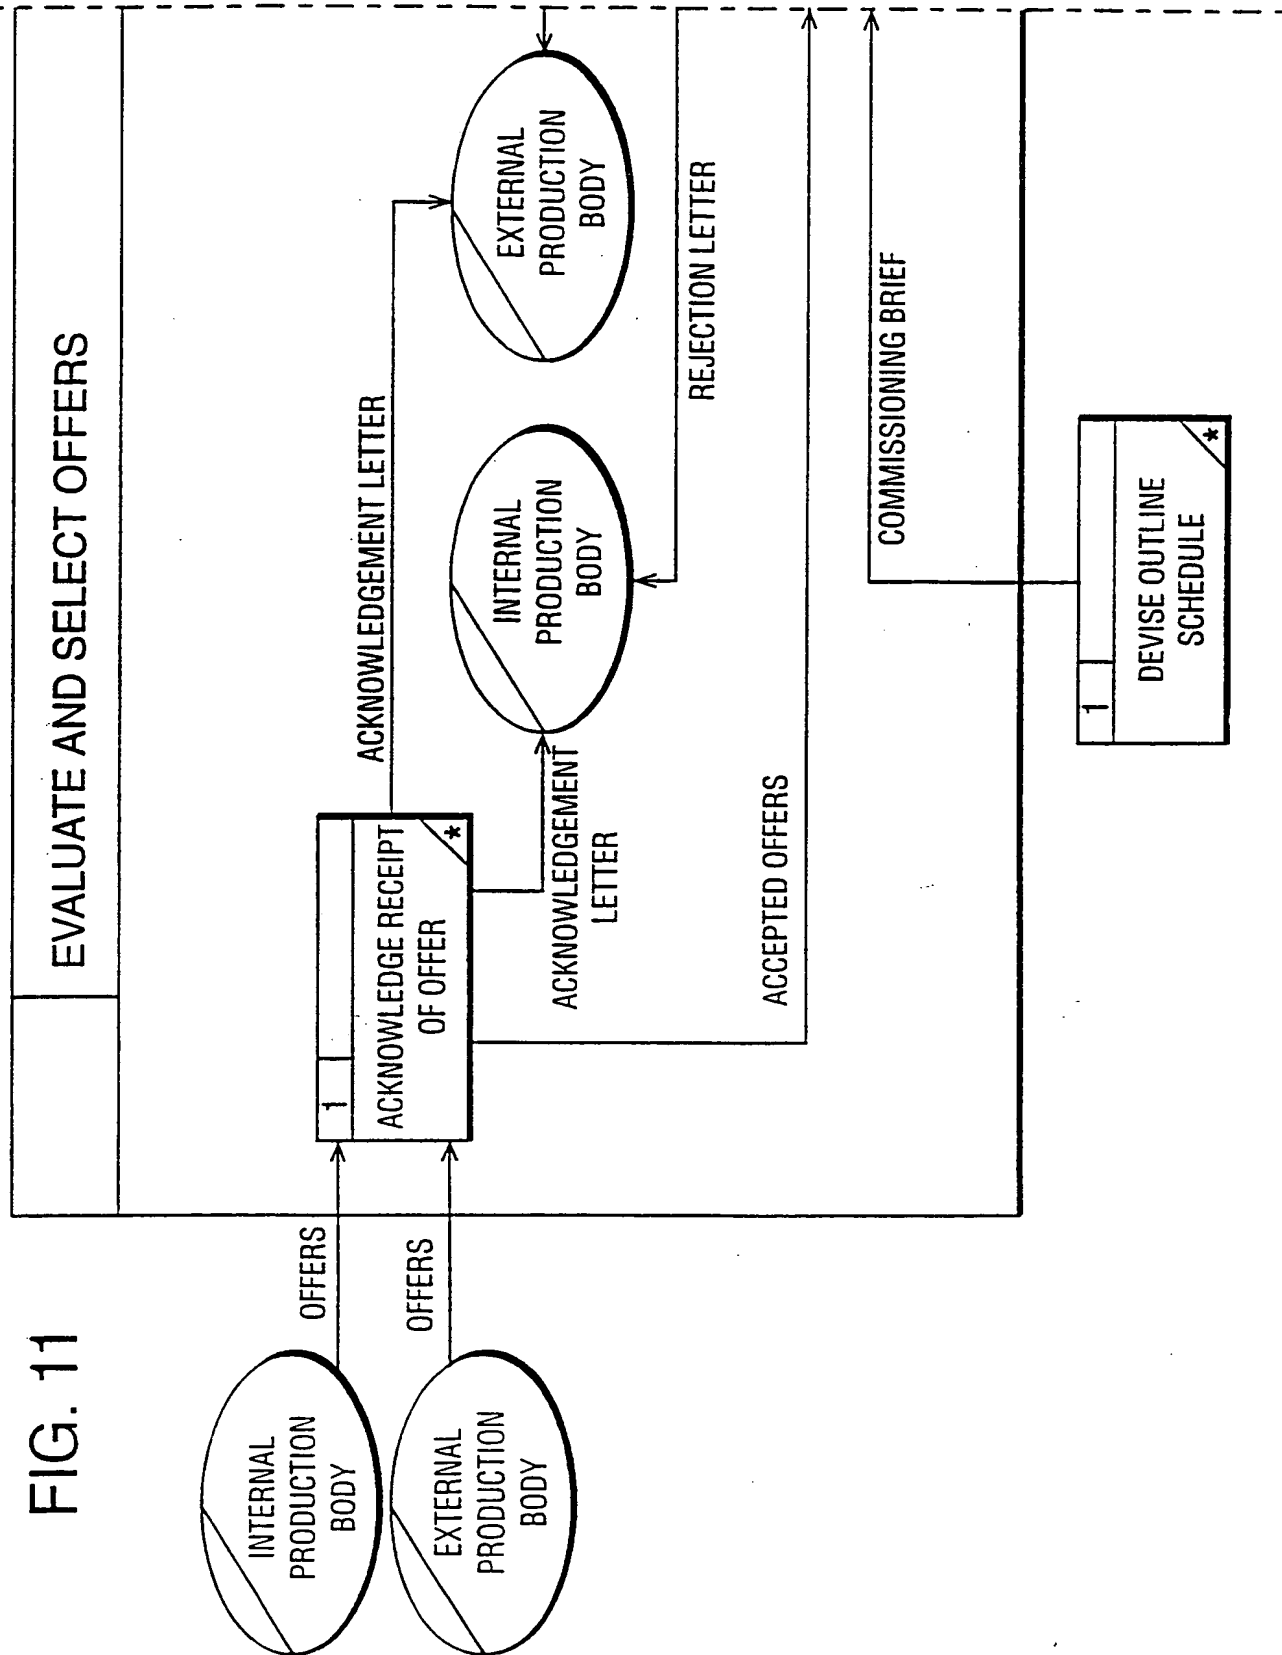 FIG. 11
EVALUATE AND SELECT OFFERS
INTERNAL
PRODUCTION
BODY
OFFERS
EXTERNAL
PRODUCTION
BODY
OFFERS
1
ACKNOWLEDGE RECEIPT
OF OFFER
*
ACKNOWLEDGEMENT LETTER
ACKNOWLEDGEMENT
LETTER
INTERNAL
PRODUCTION
BODY
EXTERNAL
PRODUCTION
BODY
REJECTION LETTER
ACCEPTED OFFERS
COMMISSIONING BRIEF
1
DEVISE OUTLINE
SCHEDULE
*